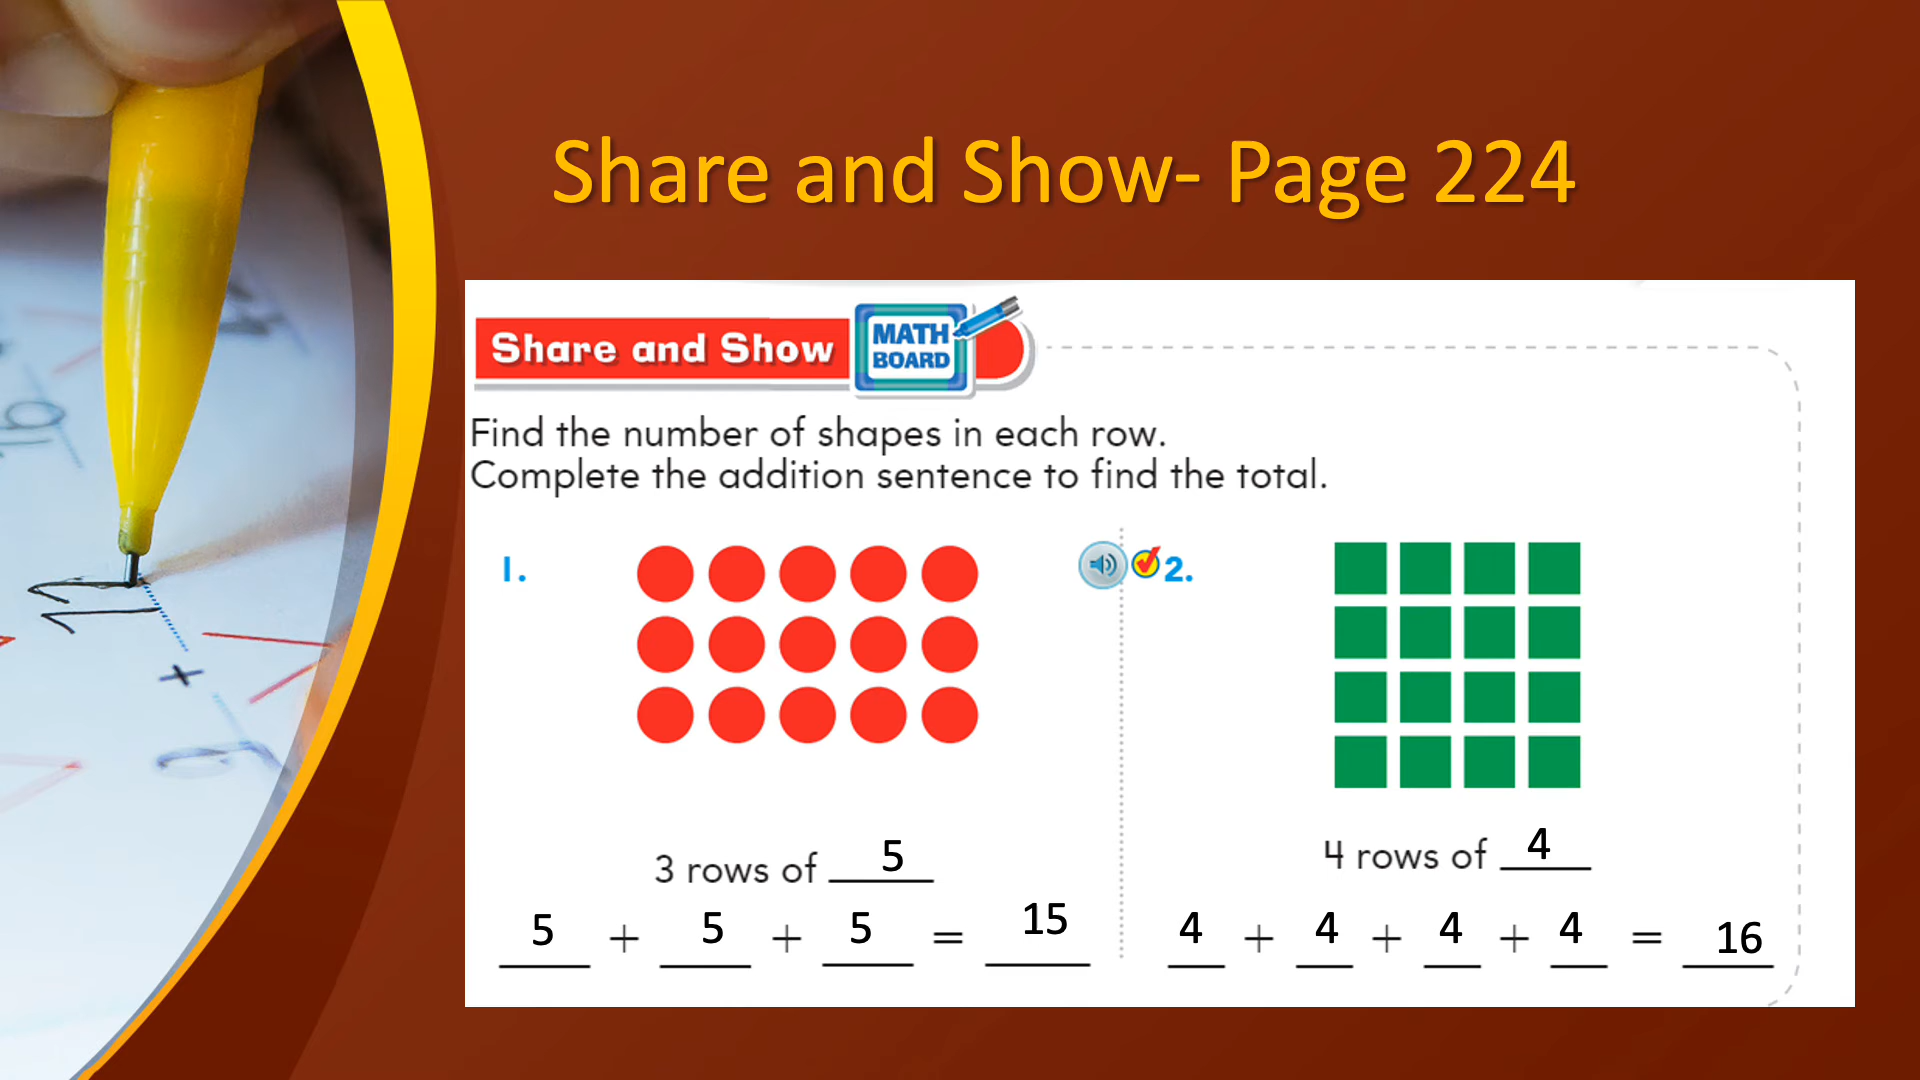 Share and Show- Page 224
Share and Show
MATH
BOARD
Find the number of shapes in each row.
Complete the addition sentence to find the total.
1.
3 rows of 5
5 + 5 + 5 = 15
2.
4 rows of 4
4 + 4 + 4 + 4 = 16
12
+